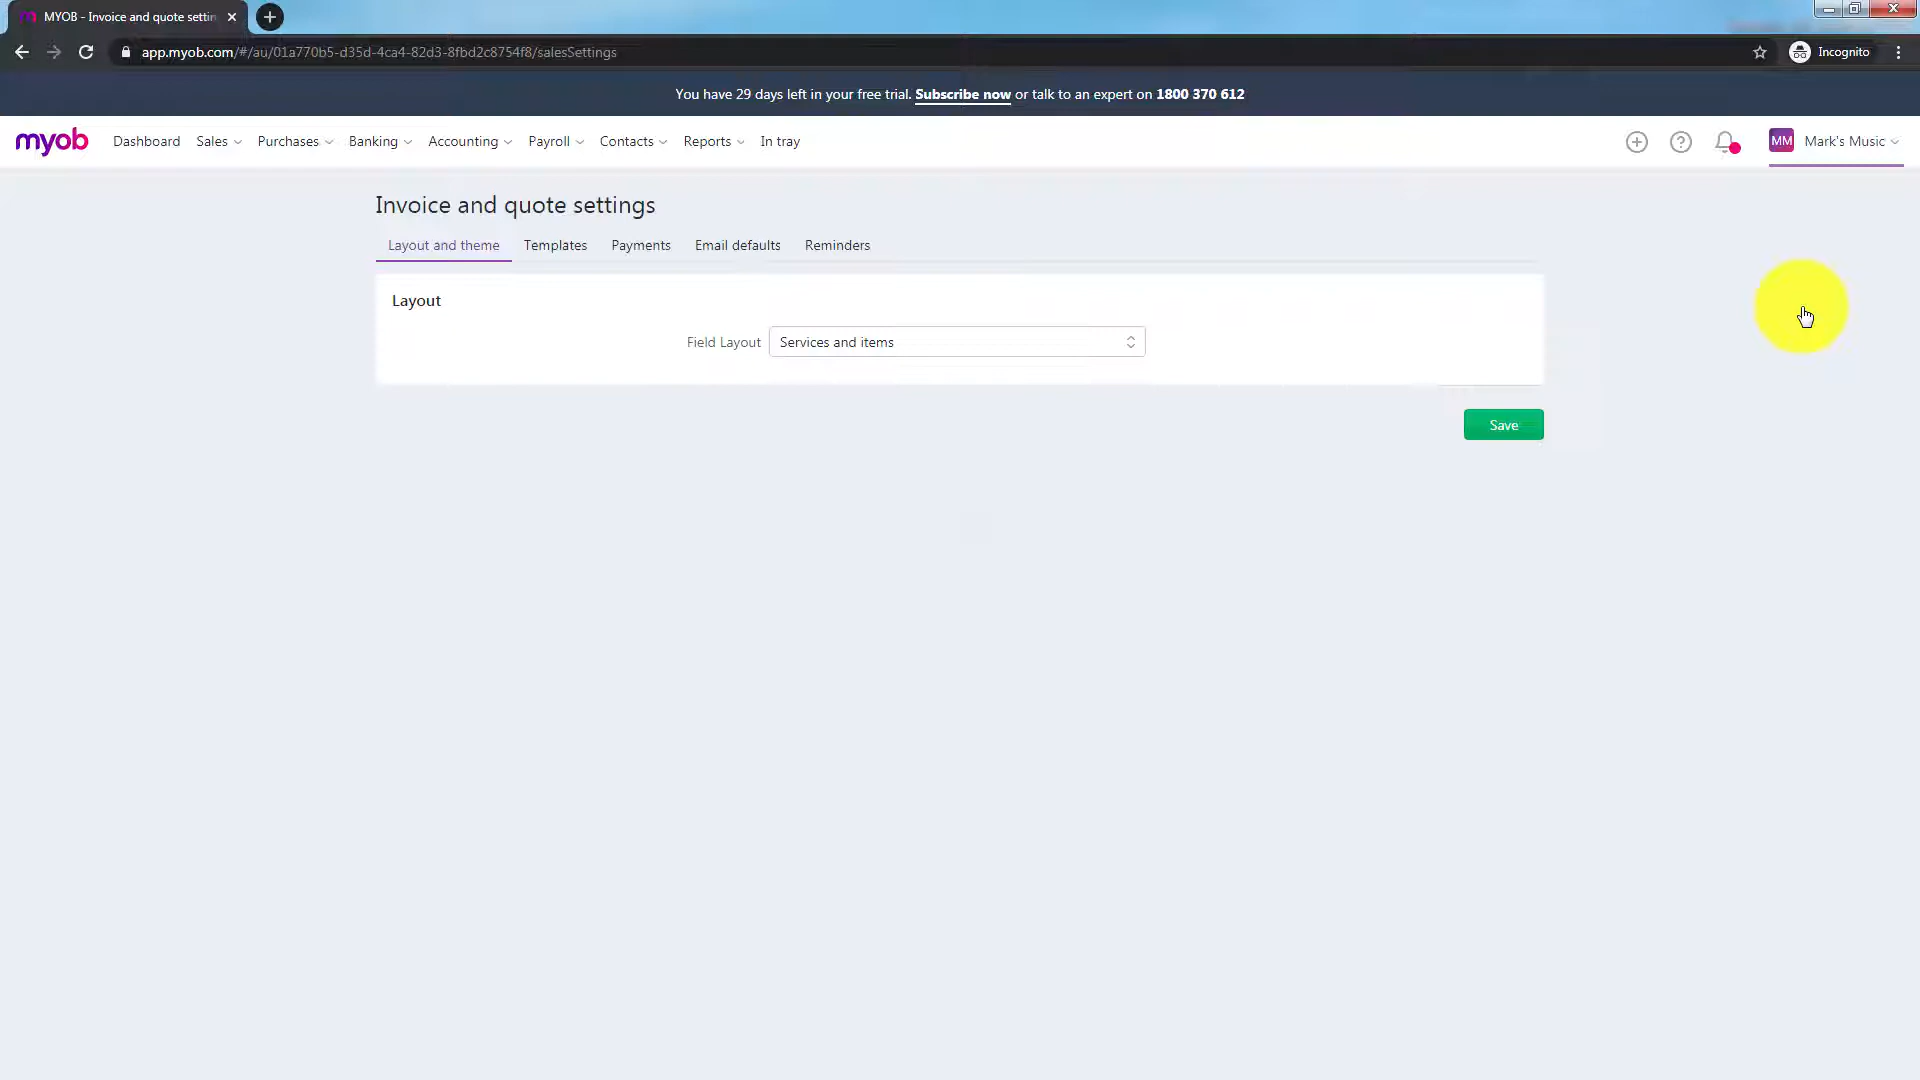 MYOB - Invoice and quote settin
app.myob.com/#/au/01a770b5-d35d-4ca4-82d3-8fbd2c8754f8/salesSettings
Incognito
You have 29 days left in your free trial. Subscribe now or talk to an expert on 1800 370 612
myob Dashboard Sales Purchases Banking Accounting Payroll Contacts Reports In tray MM Mark's Music
Invoice and quote settings
Layout and theme Templates Payments Email defaults Reminders
Layout
Field Layout Services and items
Save